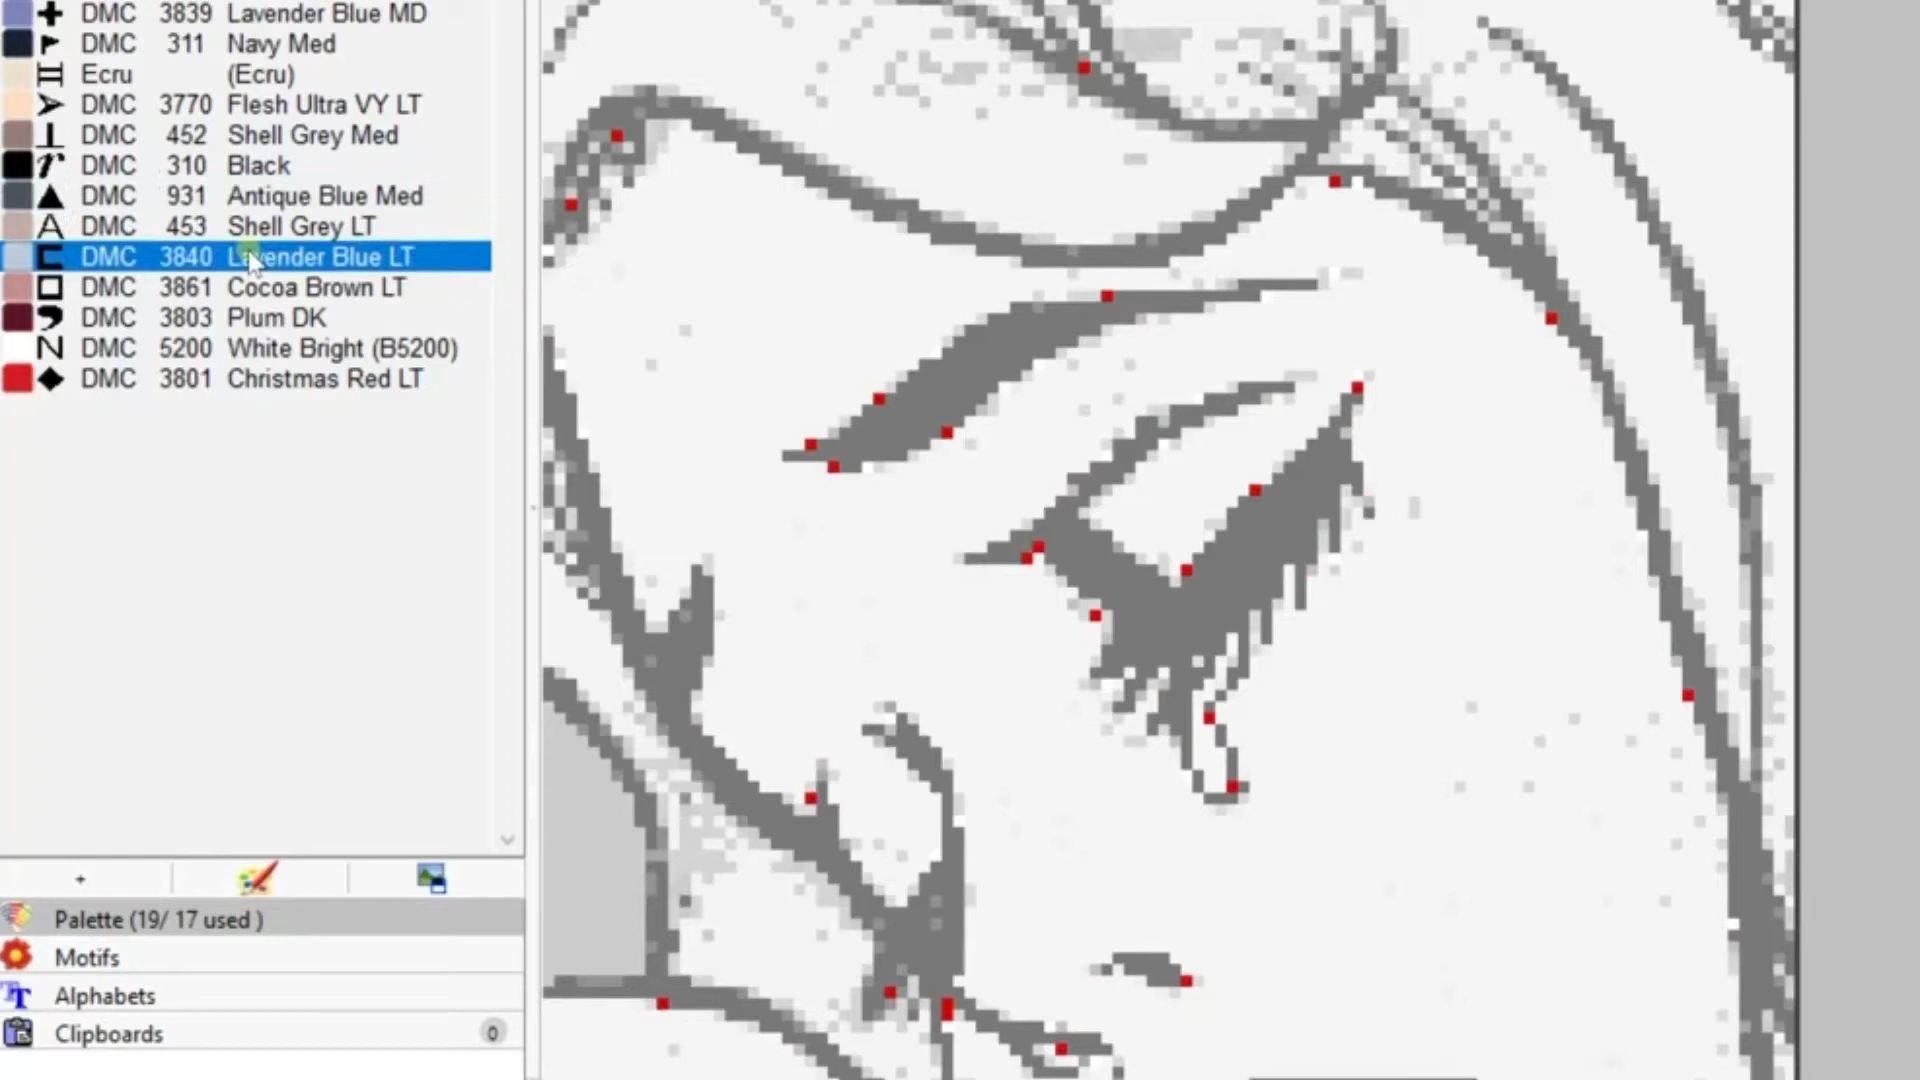 DMC 3839 Lavender Blue MD
DMC 311 Navy Med
Ecru (Ecru)
DMC 3770 Flesh Ultra VY LT
DMC 452 Shell Grey Med
DMC 310 Black
DMC 931 Antique Blue Med
DMC 453 Shell Grey LT
DMC 3840 Lavender Blue LT
DMC 3861 Cocoa Brown LT
DMC 3803 Plum DK
DMC 5200 White Bright (B5200)
DMC 3801 Christmas Red LT
Palette (19/ 17 used )
Motifs
Alphabets
Clipboards 0